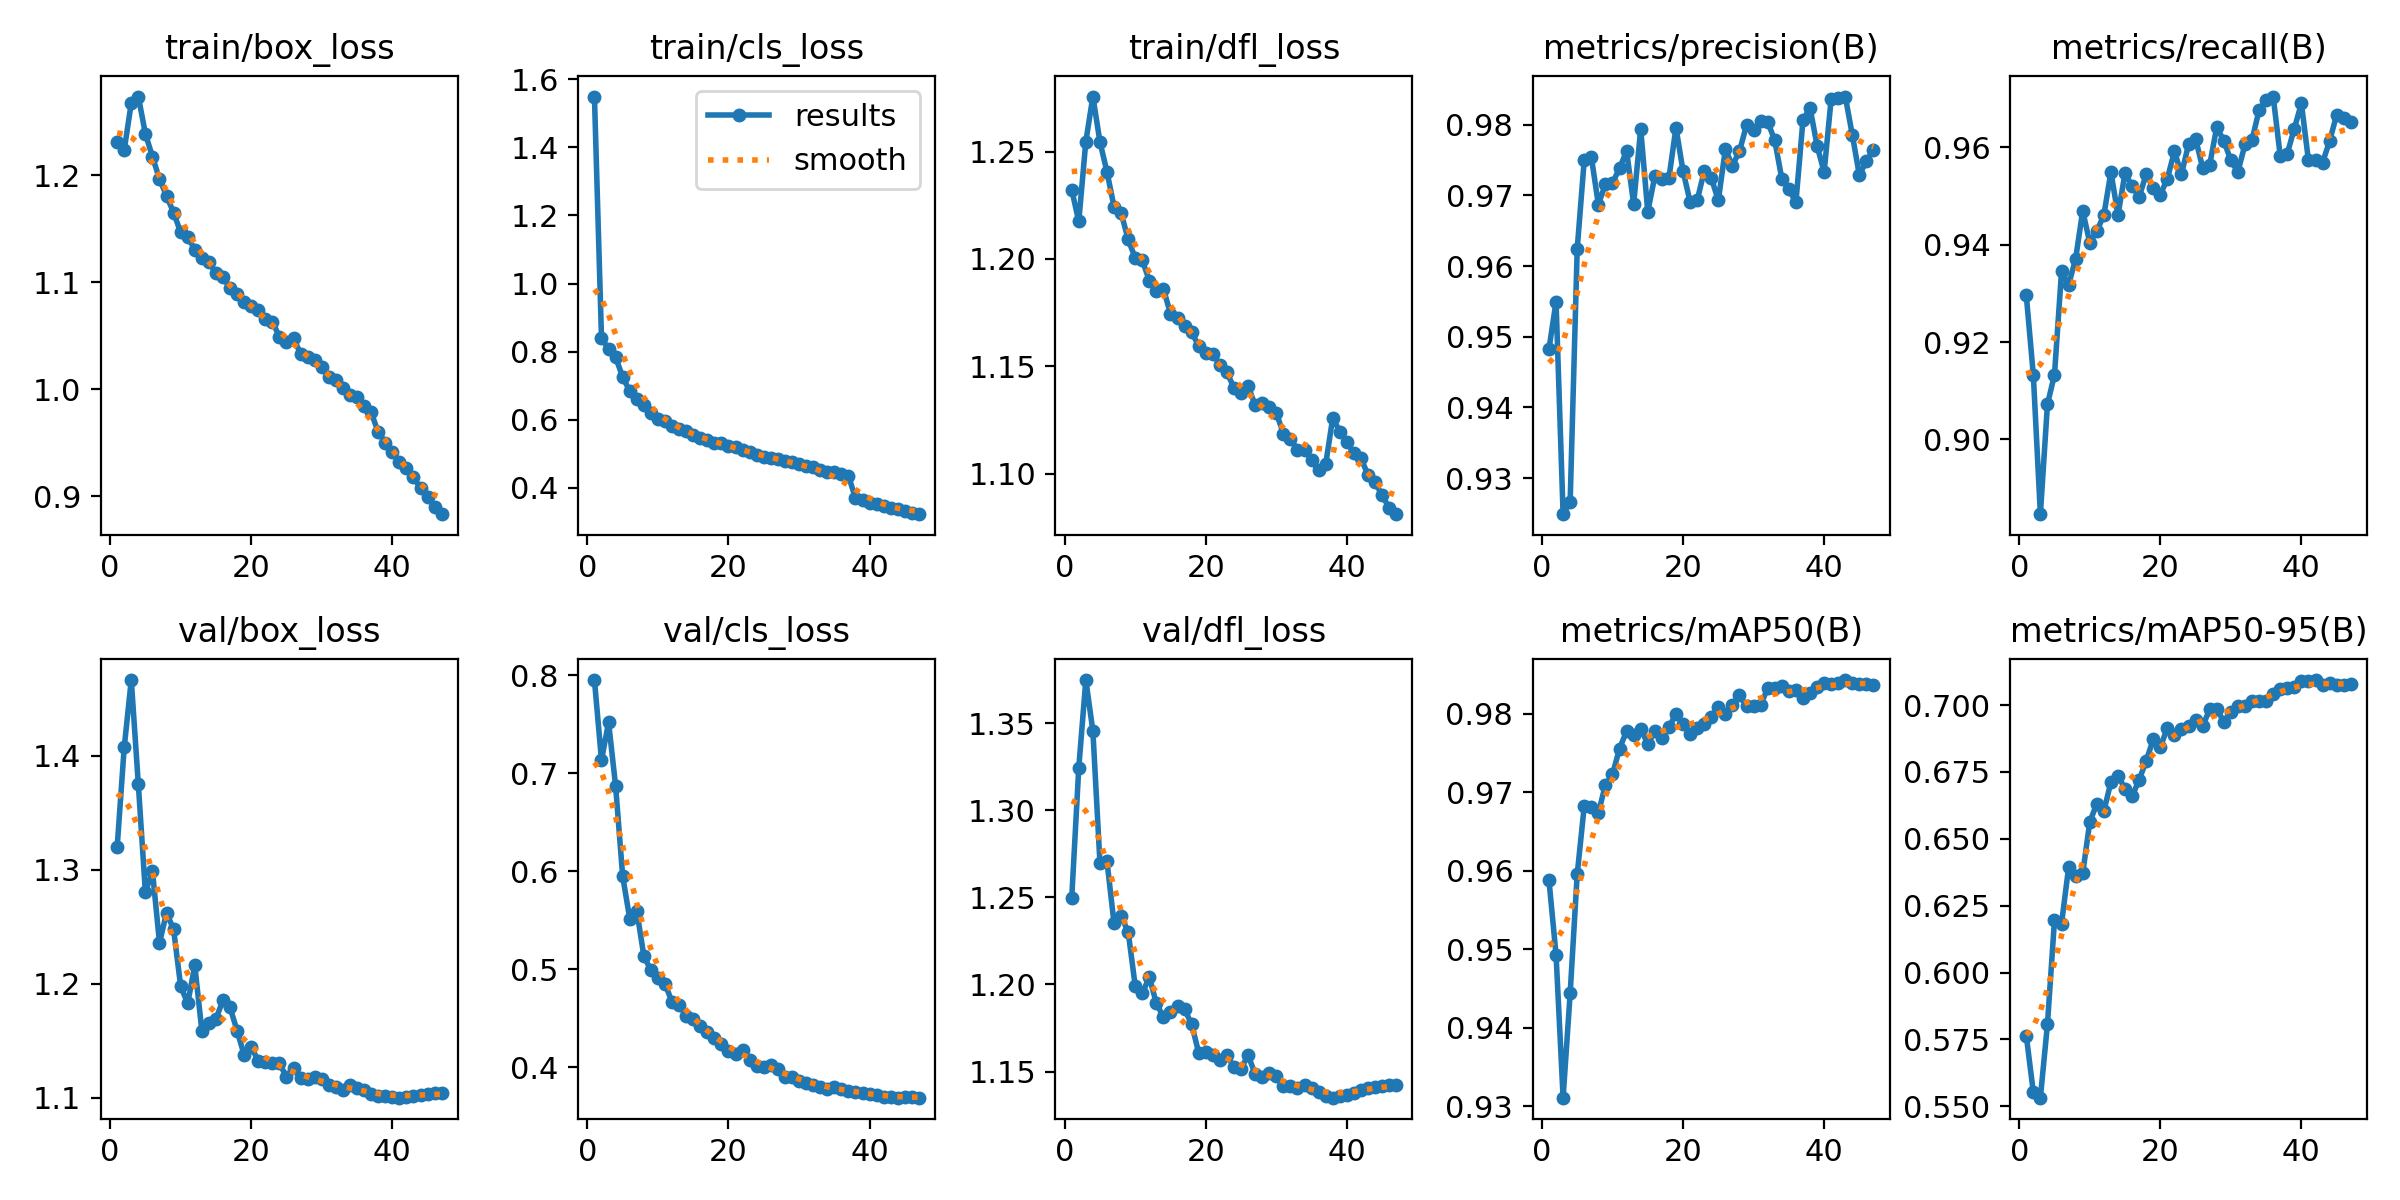 train/box_loss
train/cls_loss
train/dfl_loss
metrics/precision(B)
metrics/recall(B)
1.2
1.1
1.0
0.9
0 20 40
1.6
1.4
1.2
1.0
0.8
0.6
0.4
0 20 40
results
smooth
1.25
1.20
1.15
1.10
0 20 40
0.98
0.97
0.96
0.95
0.94
0.93
0 20 40
0.96
0.94
0.92
0.90
0 20 40
val/box_loss
val/cls_loss
val/dfl_loss
metrics/mAP50(B)
metrics/mAP50-95(B)
1.4
1.3
1.2
1.1
0 20 40
0.8
0.7
0.6
0.5
0.4
0 20 40
1.35
1.30
1.25
1.20
1.15
0 20 40
0.98
0.97
0.96
0.95
0.94
0.93
0 20 40
0.700
0.675
0.650
0.625
0.600
0.575
0.550
0 20 40